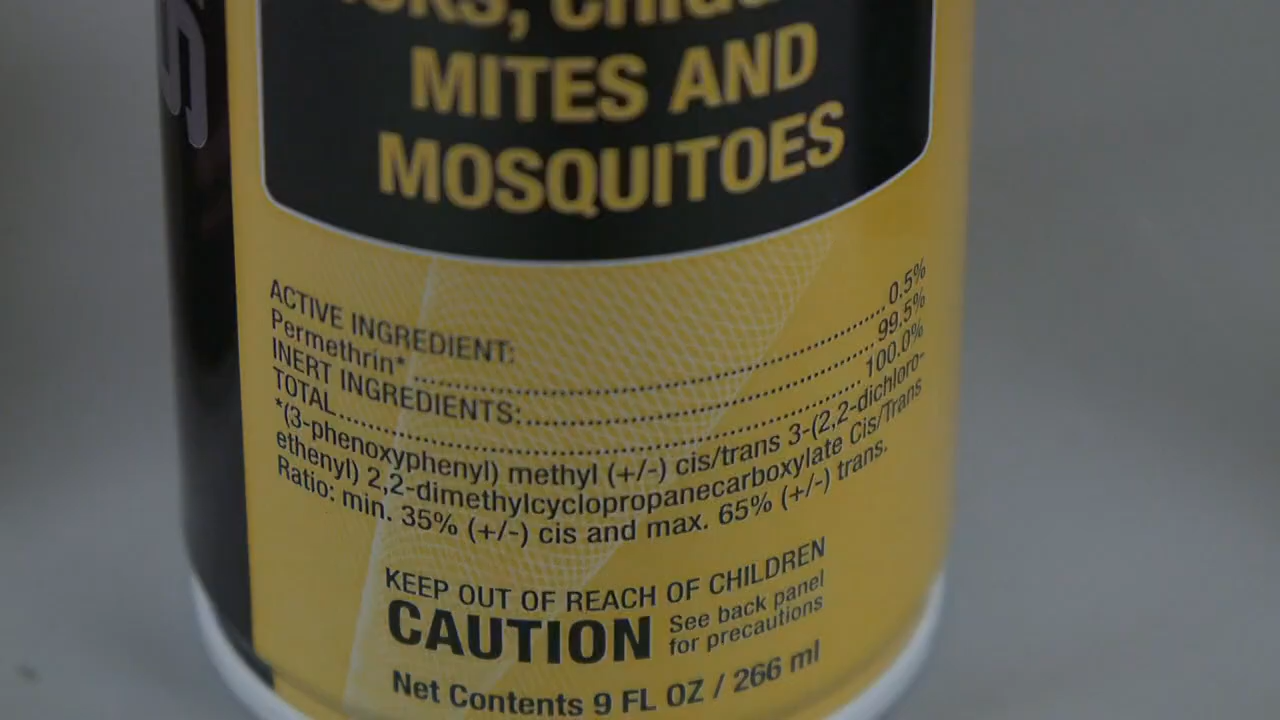 MITES AND
MOSQUITOES
ACTIVE INGREDIENT:
Permethrin* ........ 0.5%
INERT INGREDIENTS: ........ 99.5%
TOTAL ........ 100.0%
*(3-phenoxyphenyl) methyl (+/-) cis/trans 3-(2,2-dichloro-
ethenyl) 2,2-dimethylcyclopropanecarboxylate Cis/Trans
Ratio: min. 35% (+/-) cis and max. 65% (+/-) trans.
KEEP OUT OF REACH OF CHILDREN
CAUTION
See back panel
for precautions
Net Contents 9 FL OZ / 266 ml